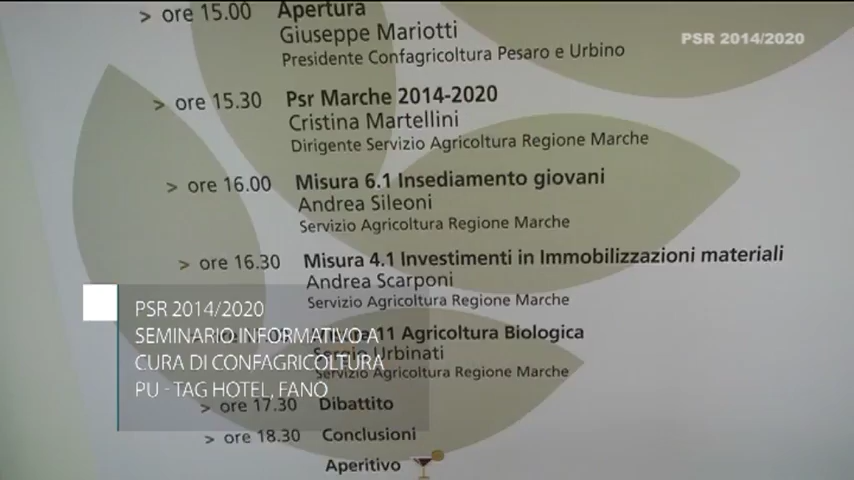 PSR 2014/2020
> ore 15.00 Apertura
Giuseppe Mariotti
Presidente Confagricoltura Pesaro e Urbino
> ore 15.30 Psr Marche 2014-2020
Cristina Martellini
Dirigente Servizio Agricoltura Regione Marche
> ore 16.00 Misura 6.1 Insediamento giovani
Andrea Sileoni
Servizio Agricoltura Regione Marche
> ore 16.30 Misura 4.1 Investimenti in Immobilizzazioni materiali
Andrea Scarponi
Servizio Agricoltura Regione Marche
11 Agricoltura Biologica
Sergio Urbinati
Servizio Agricoltura Regione Marche
> ore 17.30 Dibattito
> ore 18.30 Conclusioni
Aperitivo
PSR 2014/2020
SEMINARIO INFORMATIVO A
CURA DI CONFAGRICOLTURA
PU - TAG HOTEL, FANO